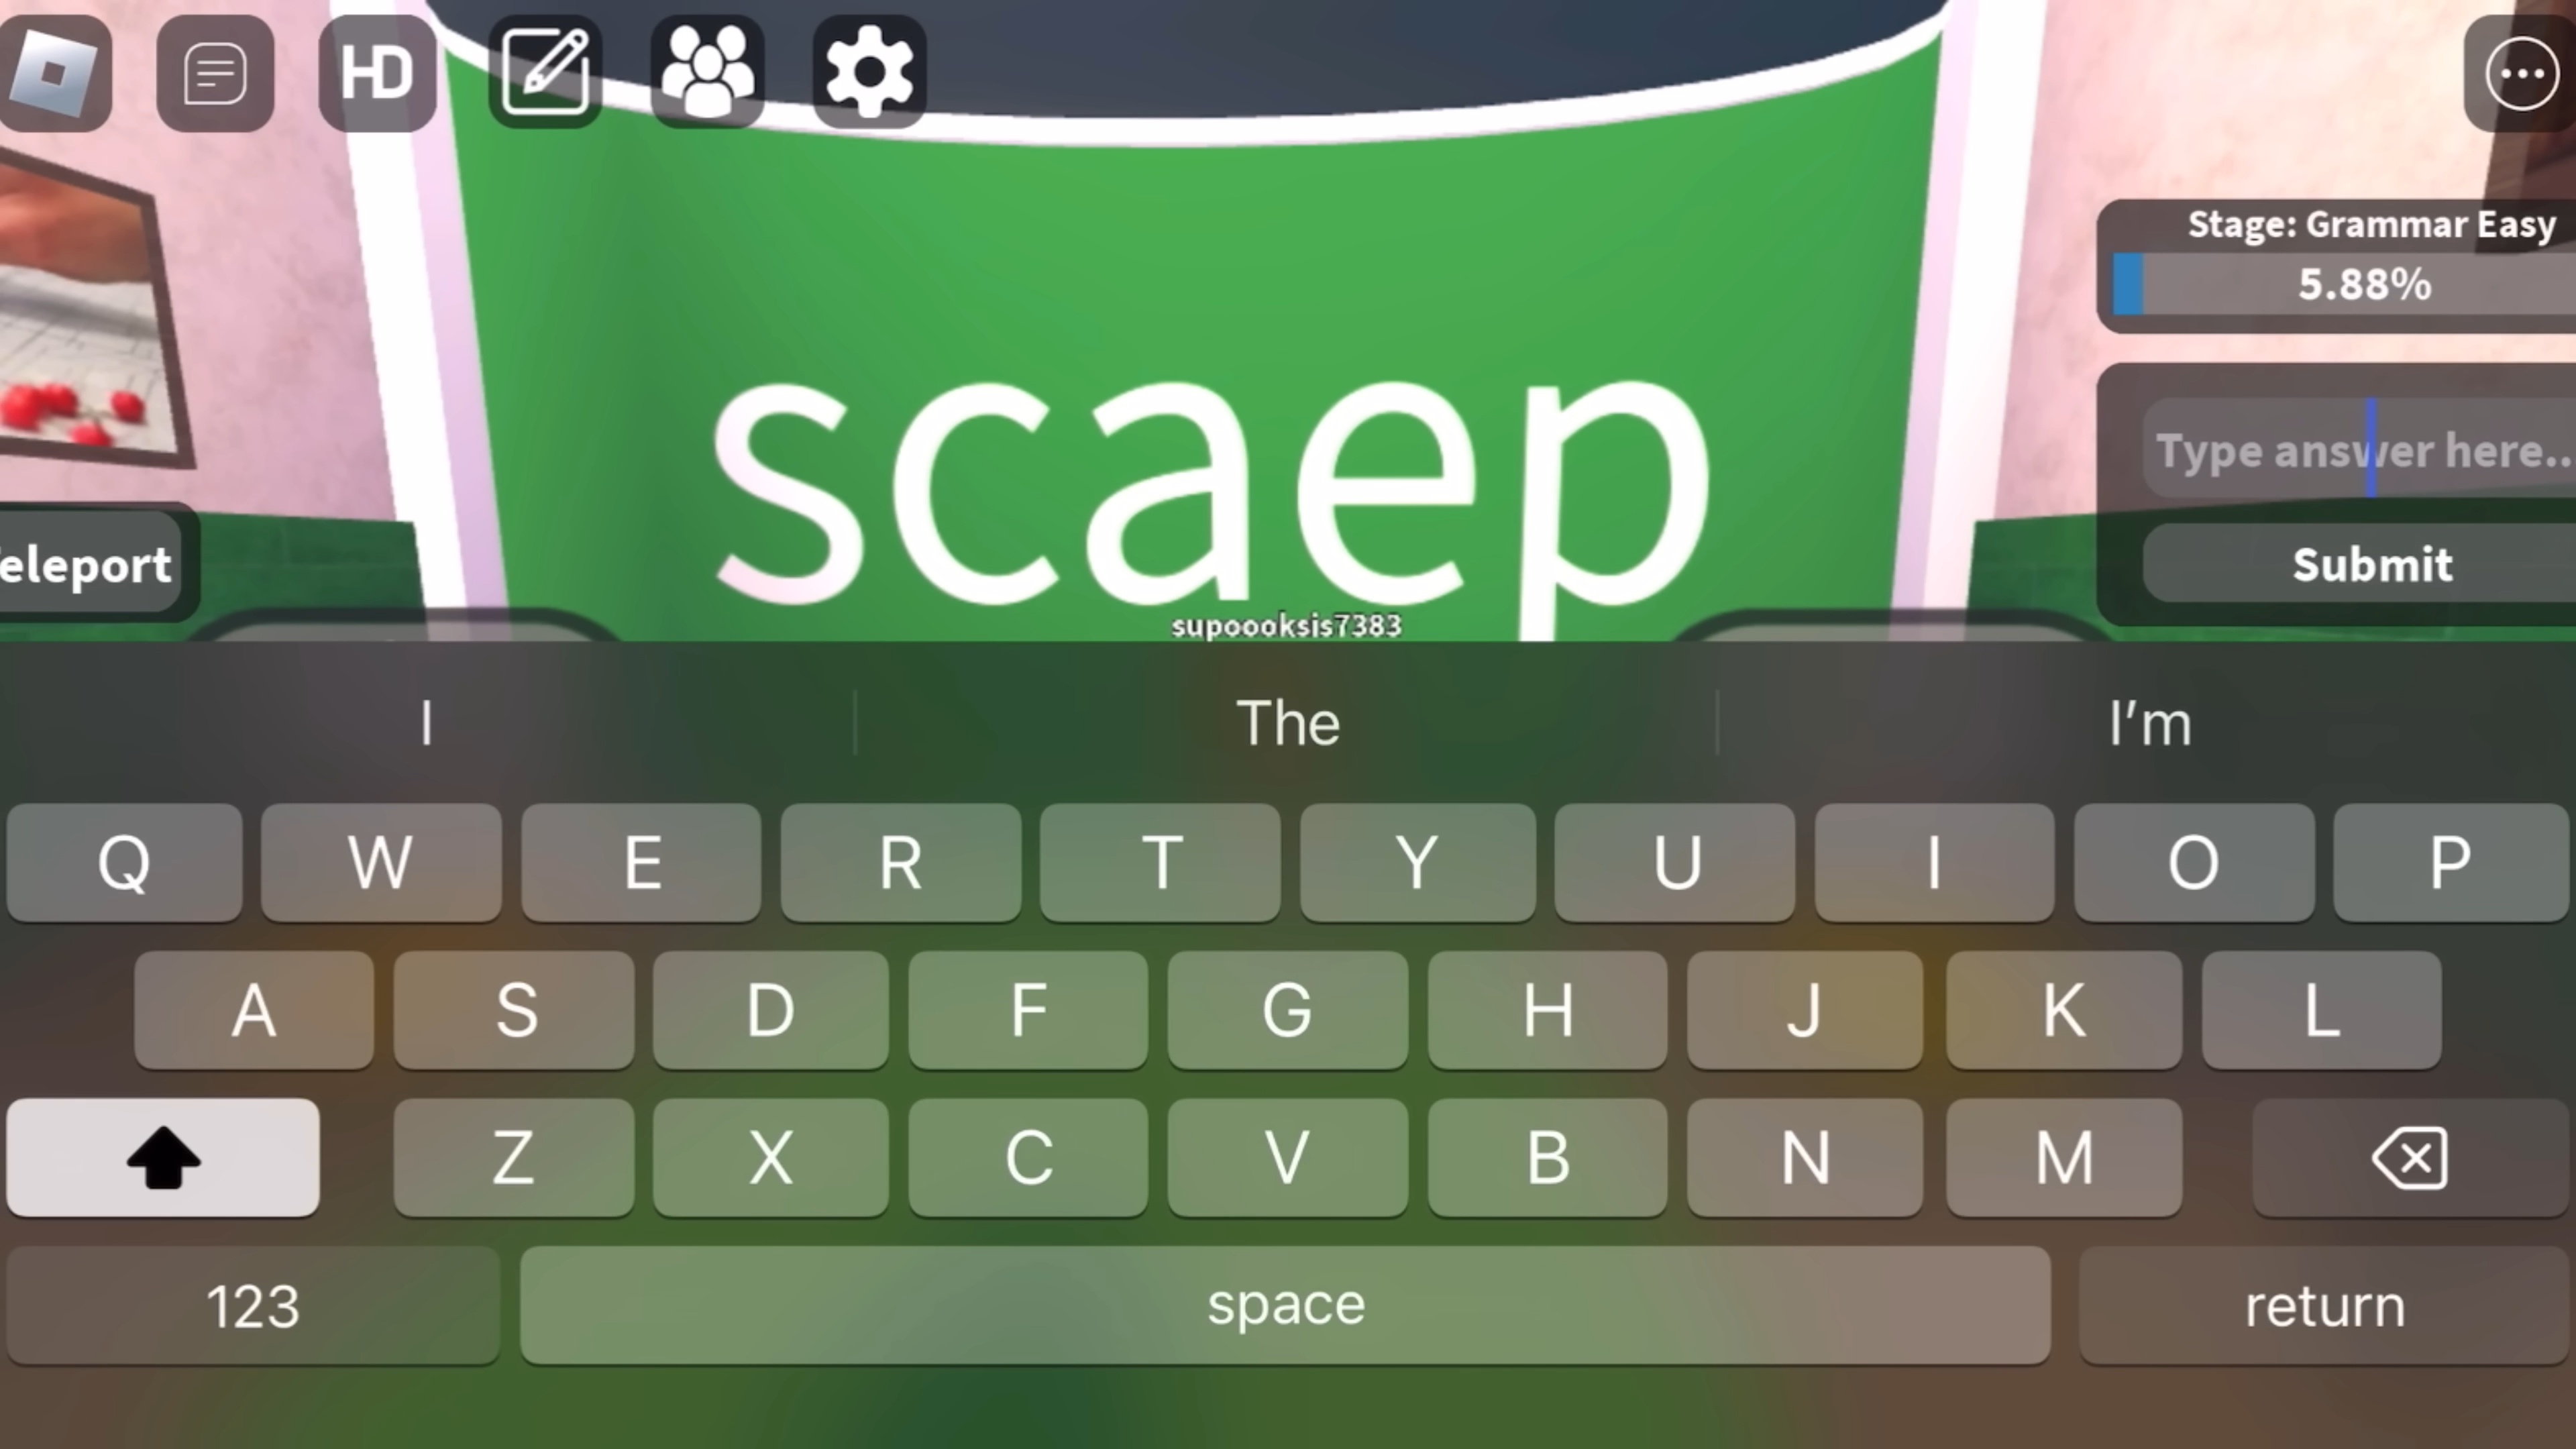 HD
Stage: Grammar Easy
5.88%
scaep
Type answer here..
eleport
Submit
supoooksis7383
I The I'm
Q W E R T Y U I O P
A S D F G H J K L
Z X C V B N M
123 space return